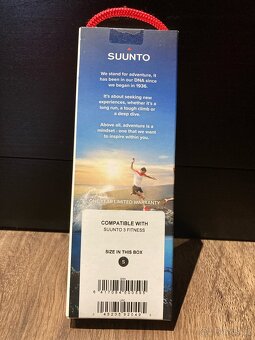 SUUNTO
We stand for adventure, it
has been in our DNA since
we began in 1936.
It's about seeking new
experiences, whether it's a
long run, a tough climb or
a deep dive.
Above all, adventure is a
mindset - one that we want
to inspire within you.
YEAR LIMITED WARRANTY
COMPATIBLE WITH
SUUNTO 3 FITNESS
SIZE IN THIS BOX
S